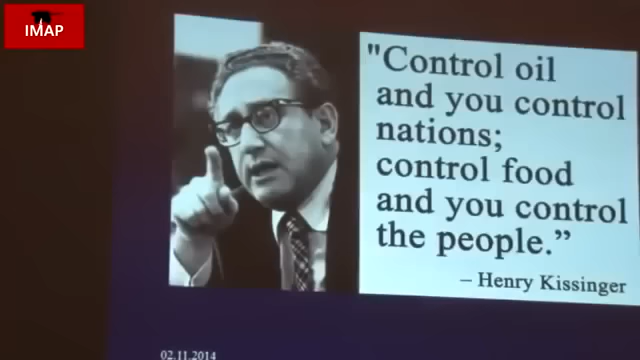 IMAP
"Control oil
and you control
nations;
control food
and you control
the people.”
– Henry Kissinger
02.11.2014